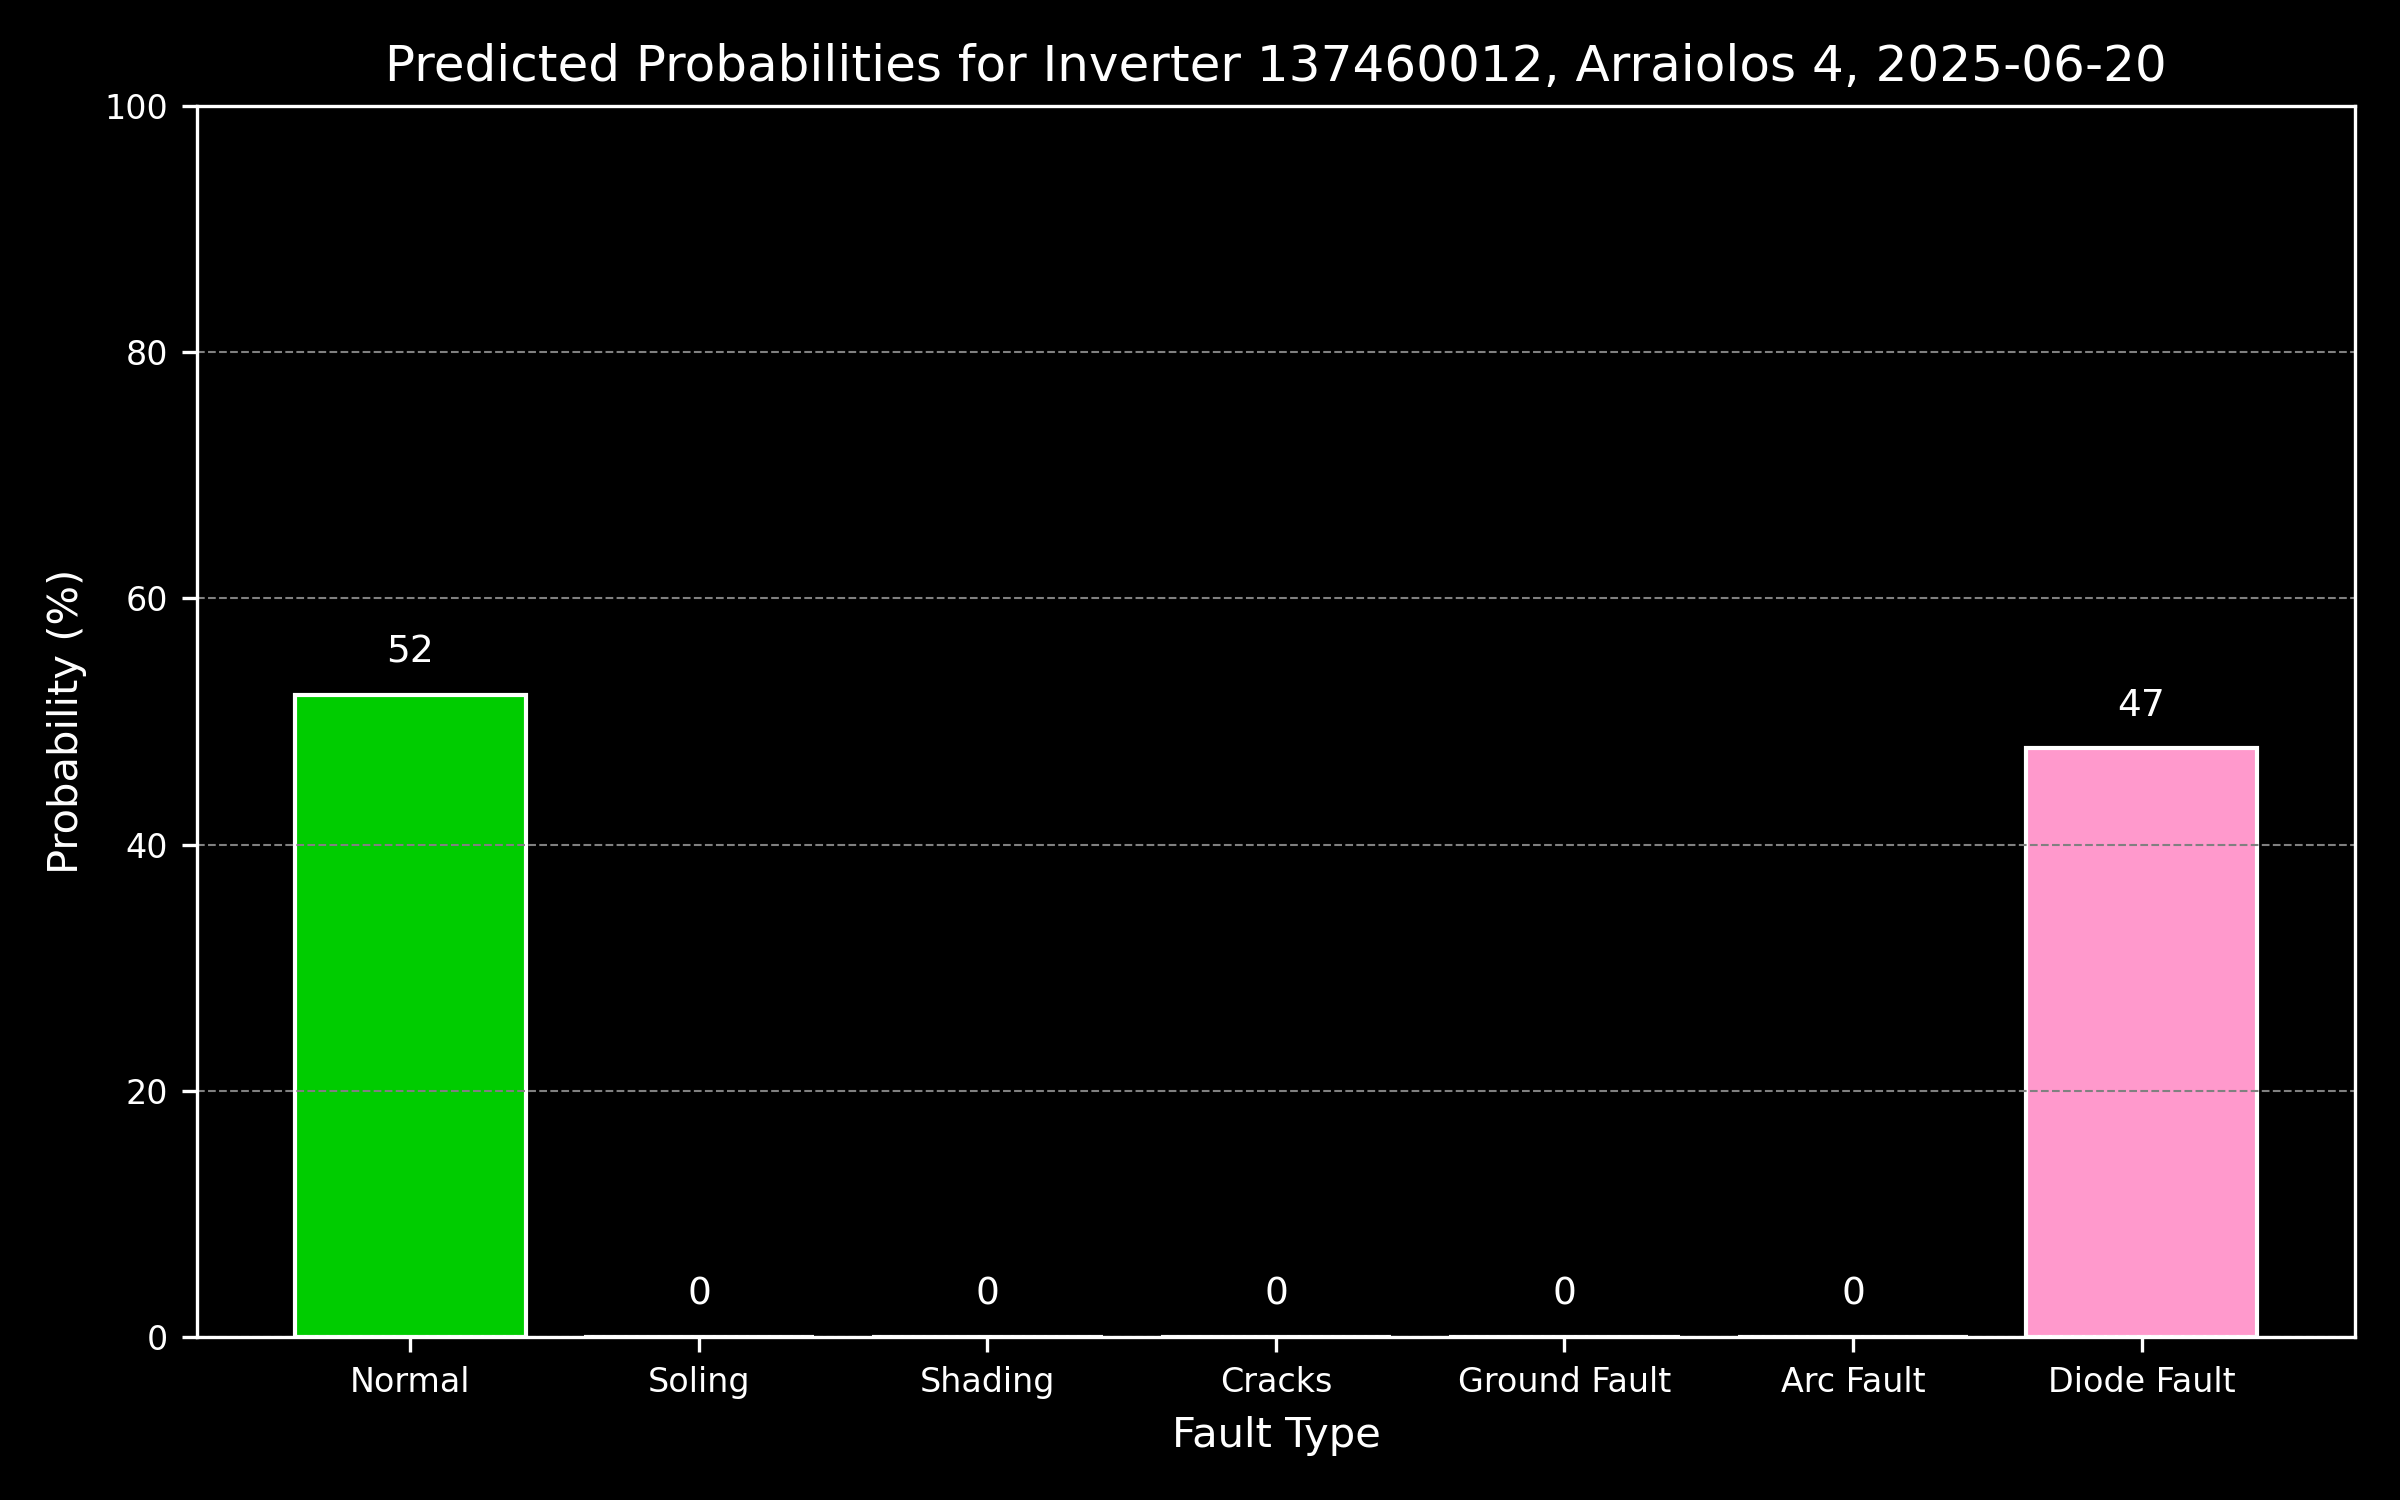 Predicted Probabilities for Inverter 137460012, Arraiolos 4, 2025-06-20
100
80
60
40
20
0
Probability (%)
52
0
0
0
0
0
47
Normal
Soling
Shading
Cracks
Ground Fault
Arc Fault
Diode Fault
Fault Type